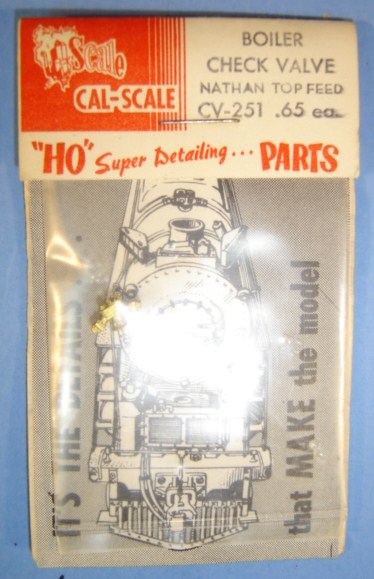 Cal Scale
CAL-SCALE
BOILER
CHECK VALVE
NATHAN TOP FEED
CV-251 .65 ea.
"HO" Super Detailing... PARTS
IT'S THE DETAILS...
that MAKE the model